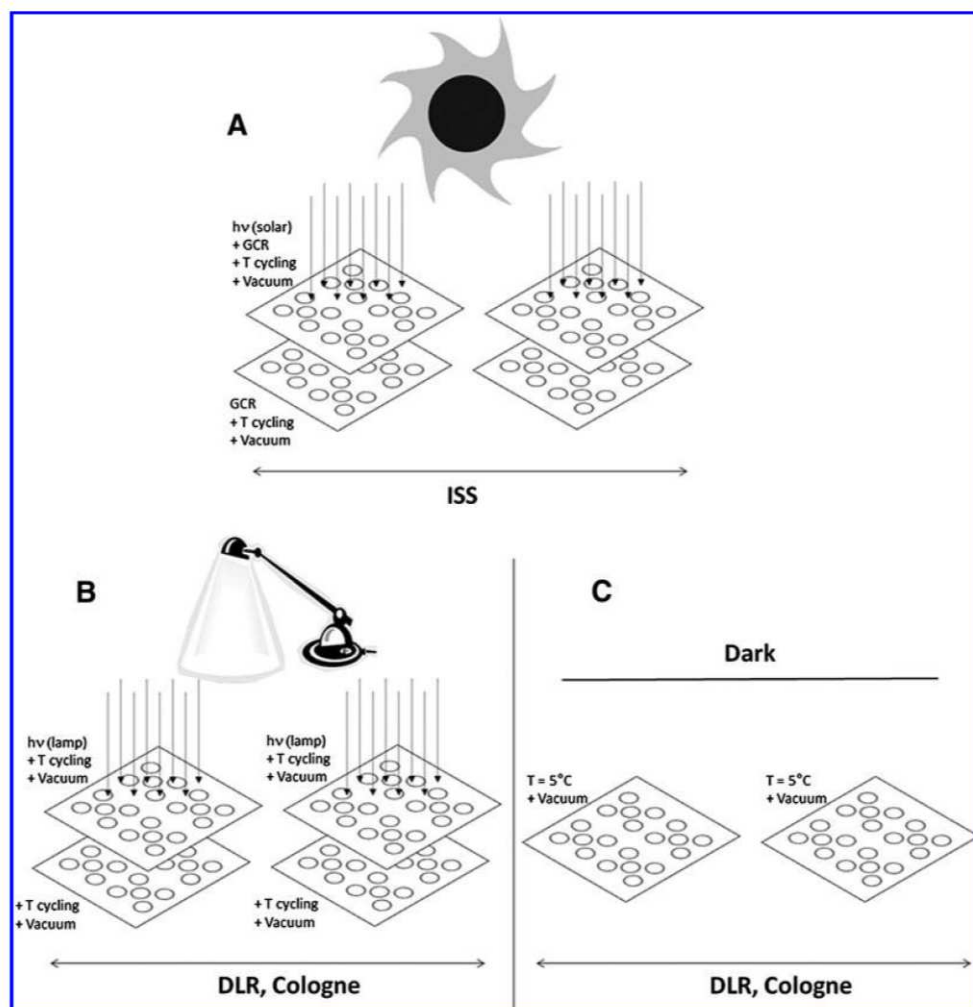 A
hν (solar)
+ GCR
+ T cycling
+ Vacuum
GCR
+ T cycling
+ Vacuum
ISS
B
hν (lamp)
+ T cycling
+ Vacuum
hν (lamp)
+ T cycling
+ Vacuum
+ T cycling
+ Vacuum
+ T cycling
+ Vacuum
DLR, Cologne
C
Dark
T = 5°C
+ Vacuum
T = 5°C
+ Vacuum
DLR, Cologne